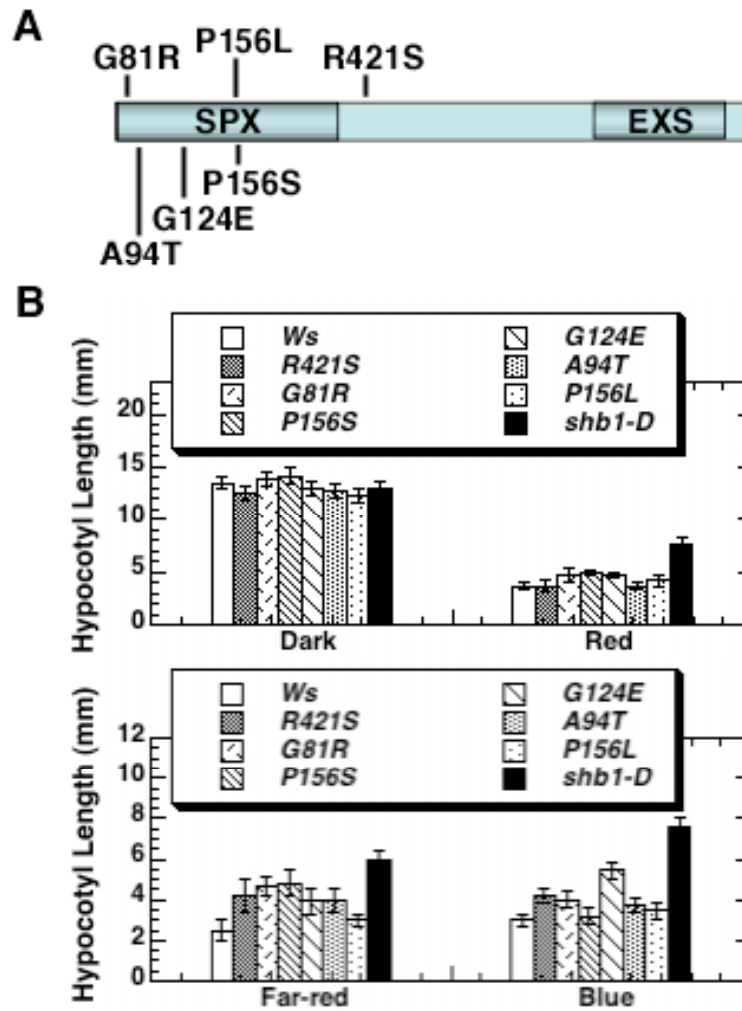 A
G81R P156L R421S
SPX EXS
P156S
G124E
A94T
B
Ws G124E
R421S A94T
G81R P156L
P156S shb1-D
Hypocotyl Length (mm)
20
15
10
5
0
Dark Red
Ws G124E
R421S A94T
G81R P156L
P156S shb1-D
Hypocotyl Length (mm)
12
10
8
6
4
2
0
Far-red Blue